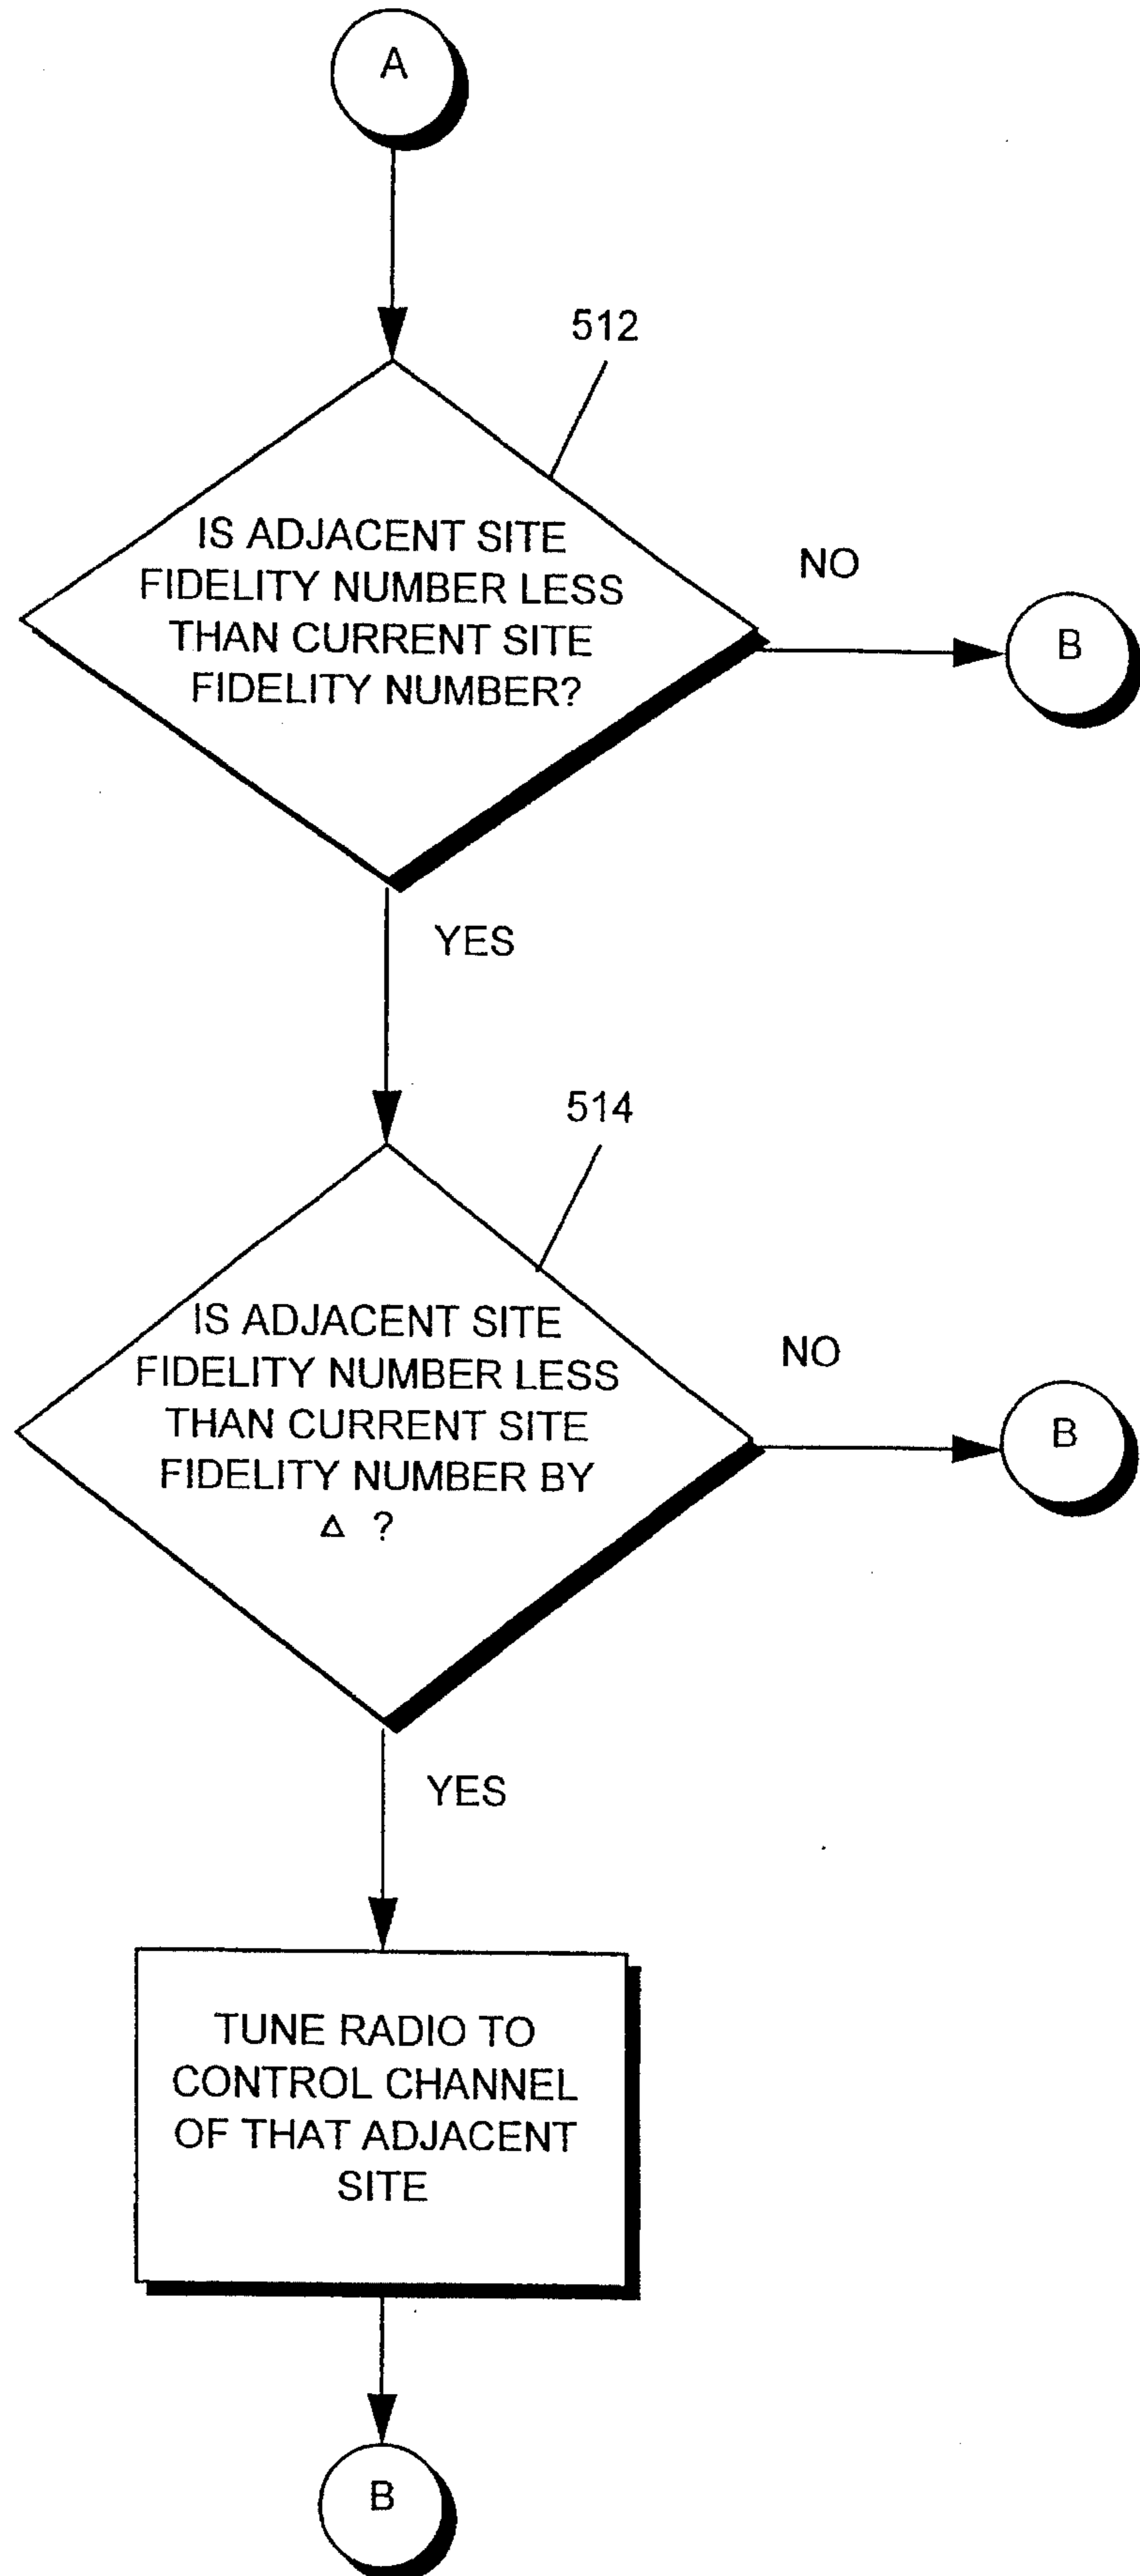 A
512
IS ADJACENT SITE
FIDELITY NUMBER LESS
THAN CURRENT SITE
FIDELITY NUMBER?
NO
B
YES
514
IS ADJACENT SITE
FIDELITY NUMBER LESS
THAN CURRENT SITE
FIDELITY NUMBER BY
Δ ?
NO
B
YES
TUNE RADIO TO
CONTROL CHANNEL
OF THAT ADJACENT
SITE
B